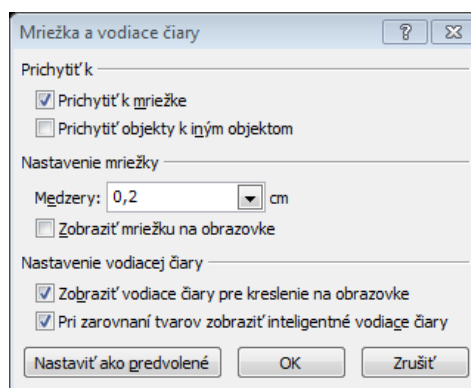 Mriežka a vodiace čiary
Prichytiť k
Prichytiť k mriežke
Prichytiť objekty k iným objektom
Nastavenie mriežky
Medzery: 0,2 cm
Zobraziť mriežku na obrazovke
Nastavenie vodiacej čiary
Zobraziť vodiace čiary pre kreslenie na obrazovke
Pri zarovnaní tvarov zobraziť inteligentné vodiace čiary
Nastaviť ako predvolené OK Zrušiť